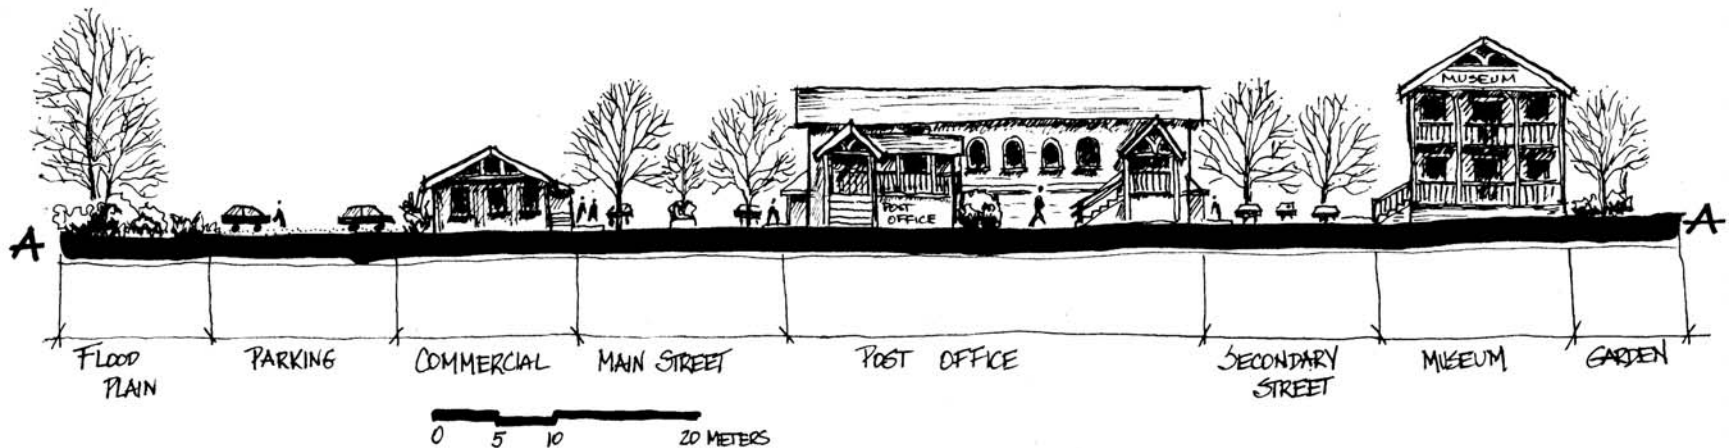 MUSEUM
POST
OFFICE
A
A
FLOOD
PLAIN
PARKING
COMMERCIAL
MAIN STREET
POST OFFICE
SECONDARY
STREET
MUSEUM
GARDEN
0 5 10 20 METERS